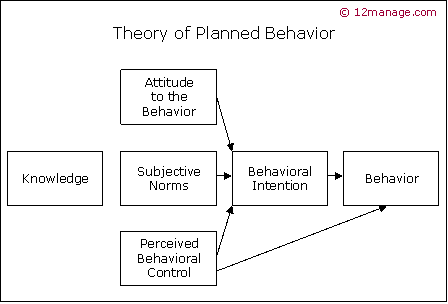 © 12manage.com
Theory of Planned Behavior
Attitude
to the
Behavior
Knowledge
Subjective
Norms
Behavioral
Intention
Behavior
Perceived
Behavioral
Control